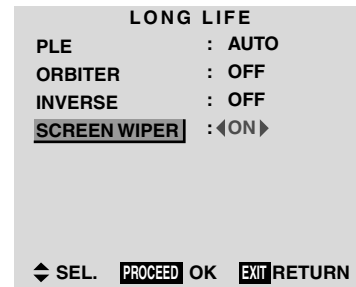 LONG LIFE
PLE : AUTO
ORBITER : OFF
INVERSE : OFF
SCREEN WIPER : ON
SEL. PROCEED OK EXIT RETURN